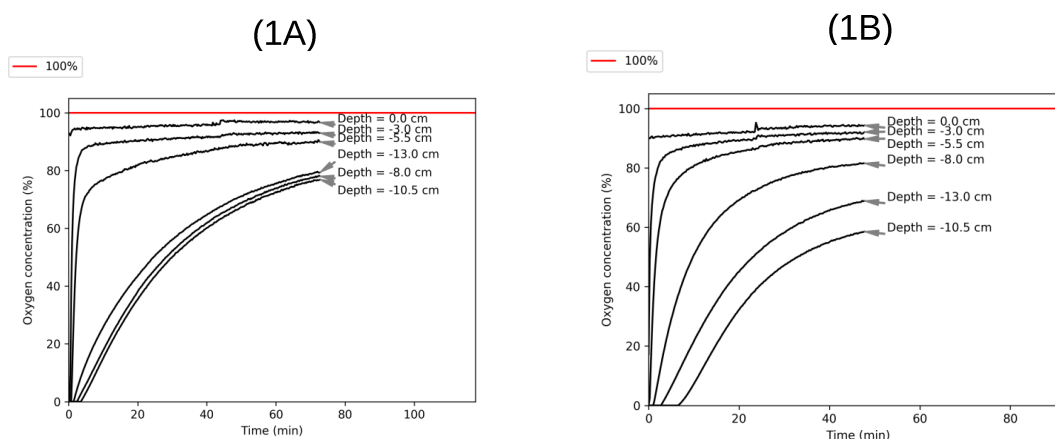 (1A)
100%
100
80
60
40
20
0
Oxygen concentration (%)
Depth = 0.0 cm
Depth = -3.0 cm
Depth = -5.5 cm
Depth = -13.0 cm
Depth = -8.0 cm
Depth = -10.5 cm
0 20 40 60 80 100
Time (min)
(1B)
100%
100
80
60
40
20
0
Oxygen concentration (%)
Depth = 0.0 cm
Depth = -3.0 cm
Depth = -5.5 cm
Depth = -8.0 cm
Depth = -13.0 cm
Depth = -10.5 cm
0 20 40 60 80
Time (min)